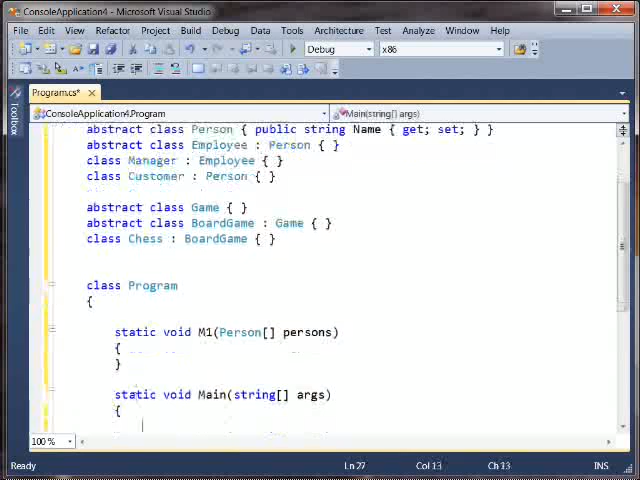 ConsoleApplication4 - Microsoft Visual Studio
File Edit View Refactor Project Build Debug Data Tools Architecture Test Analyze Window Help
Debug x86
Program.cs*
Toolbox
ConsoleApplication4.Program Main(string[] args)
abstract class Person { public string Name { get; set; } }
abstract class Employee : Person { }
class Manager : Employee { }
class Customer : Person { }
abstract class Game { }
abstract class BoardGame : Game { }
class Chess : BoardGame { }
class Program
{
static void M1(Person[] persons)
{
}
static void Main(string[] args)
{
100 %
Ready Ln 27 Col 13 Ch 13 INS